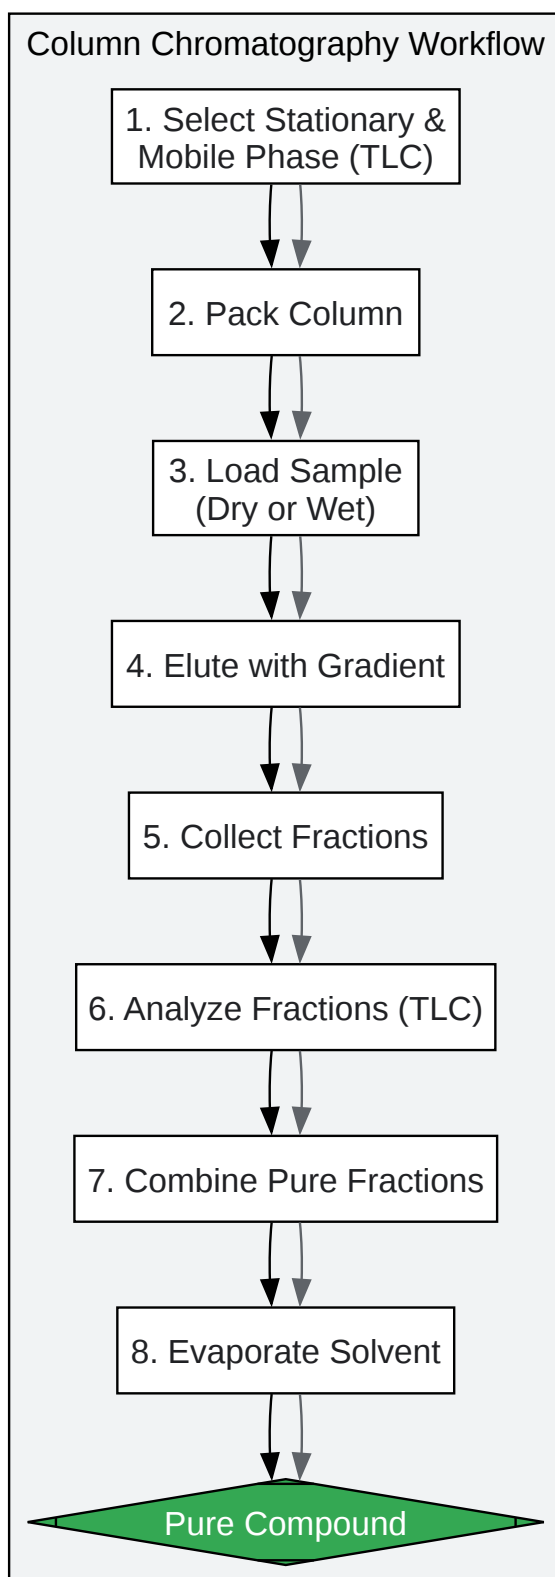 Column Chromatography Workflow
1. Select Stationary &
Mobile Phase (TLC)
2. Pack Column
3. Load Sample
(Dry or Wet)
4. Elute with Gradient
5. Collect Fractions
6. Analyze Fractions (TLC)
7. Combine Pure Fractions
8. Evaporate Solvent
Pure Compound